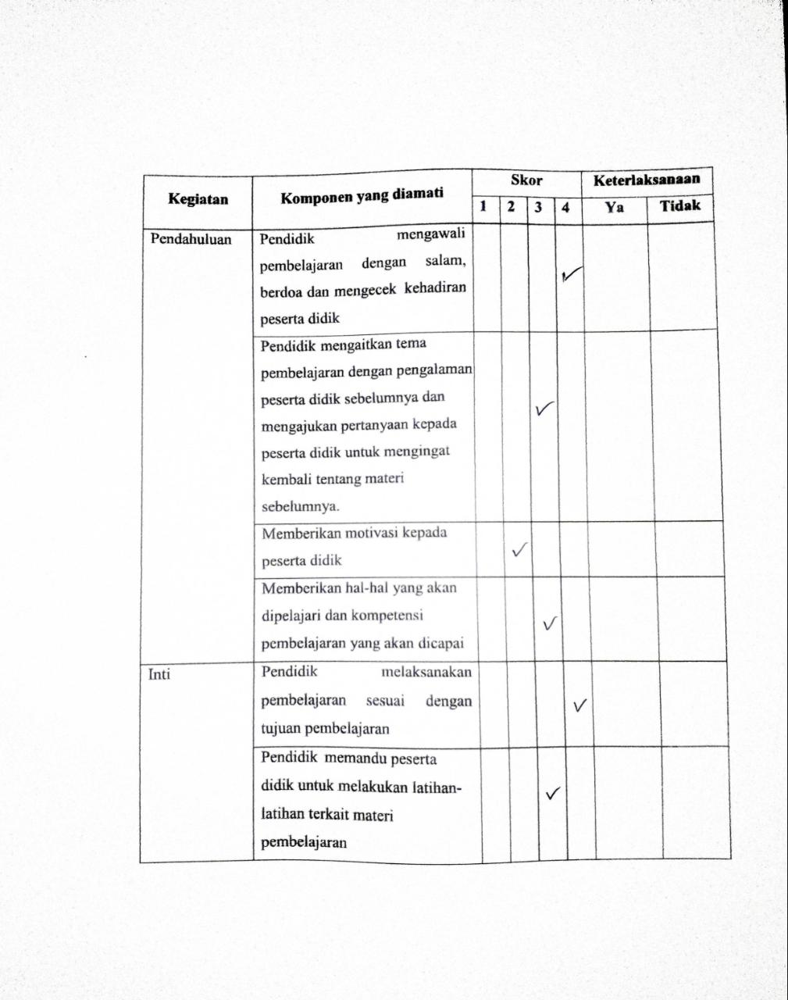 Kegiatan Komponen yang diamati Skor Keterlaksanaan
1 2 3 4 Ya Tidak
Pendahuluan Pendidik mengawali
pembelajaran dengan salam,
berdoa dan mengecek kehadiran ✓
peserta didik
Pendidik mengaitkan tema
pembelajaran dengan pengalaman
peserta didik sebelumnya dan ✓
mengajukan pertanyaan kepada
peserta didik untuk mengingat
kembali tentang materi
sebelumnya.
Memberikan motivasi kepada ✓
peserta didik
Memberikan hal-hal yang akan
dipelajari dan kompetensi ✓
pembelajaran yang akan dicapai
Inti Pendidik melaksanakan
pembelajaran sesuai dengan ✓
tujuan pembelajaran
Pendidik memandu peserta
didik untuk melakukan latihan- ✓
latihan terkait materi
pembelajaran